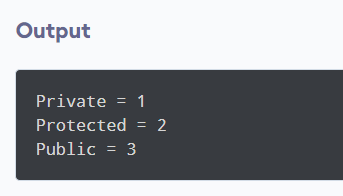 Output
Private = 1
Protected = 2
Public = 3